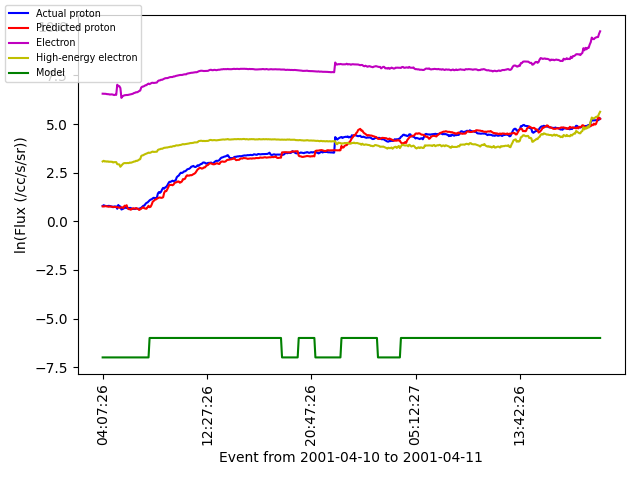 Actual proton
Predicted proton
Electron
High-energy electron
Model
5.0
2.5
0.0
−2.5
−5.0
−7.5
ln(Flux (/cc/s/sr))
04:07:26
12:27:26
20:47:26
05:12:27
13:42:26
Event from 2001-04-10 to 2001-04-11